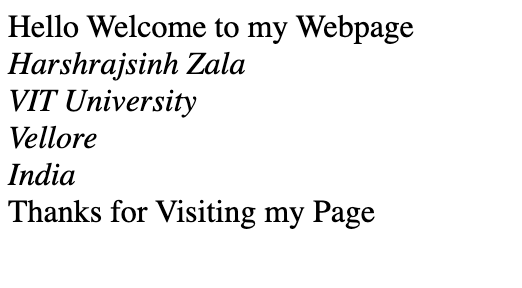 Hello Welcome to my Webpage
Harshrajsinh Zala
VIT University
Vellore
India
Thanks for Visiting my Page